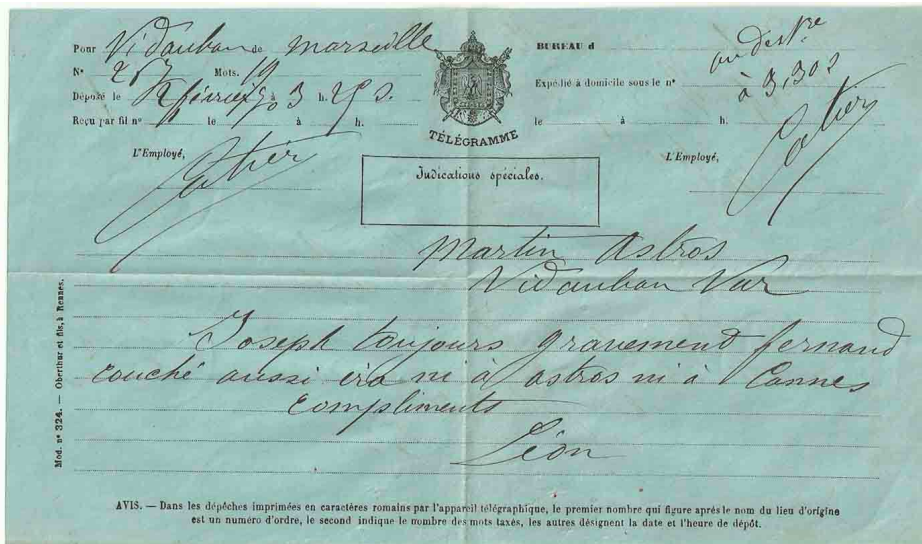 Pour Vidauban de Marseille
N° 257 Mots. 19
Déposé le février à 3 h. s.
Reçu par fil n° le à h.
L'Employé,
TÉLÉGRAMME
BUREAU d
Expédié à domicile sous le n°
à 3,30 s
le à h.
L'Employé,
Indications spéciales.
Martin Astros
Vidauban Var
Joseph toujours gravement fernand
couché aussi ira ni à astros ni à Cannes
Compliments
Léon
Mod. n° 324. — Oberthur et fils, à Rennes.
AVIS. — Dans les dépêches imprimées en caractères romains par l'appareil télégraphique, le premier nombre qui figure après le nom du lieu d'origine
est un numéro d'ordre, le second indique le nombre des mots taxés, les autres désignent la date et l'heure de dépôt.